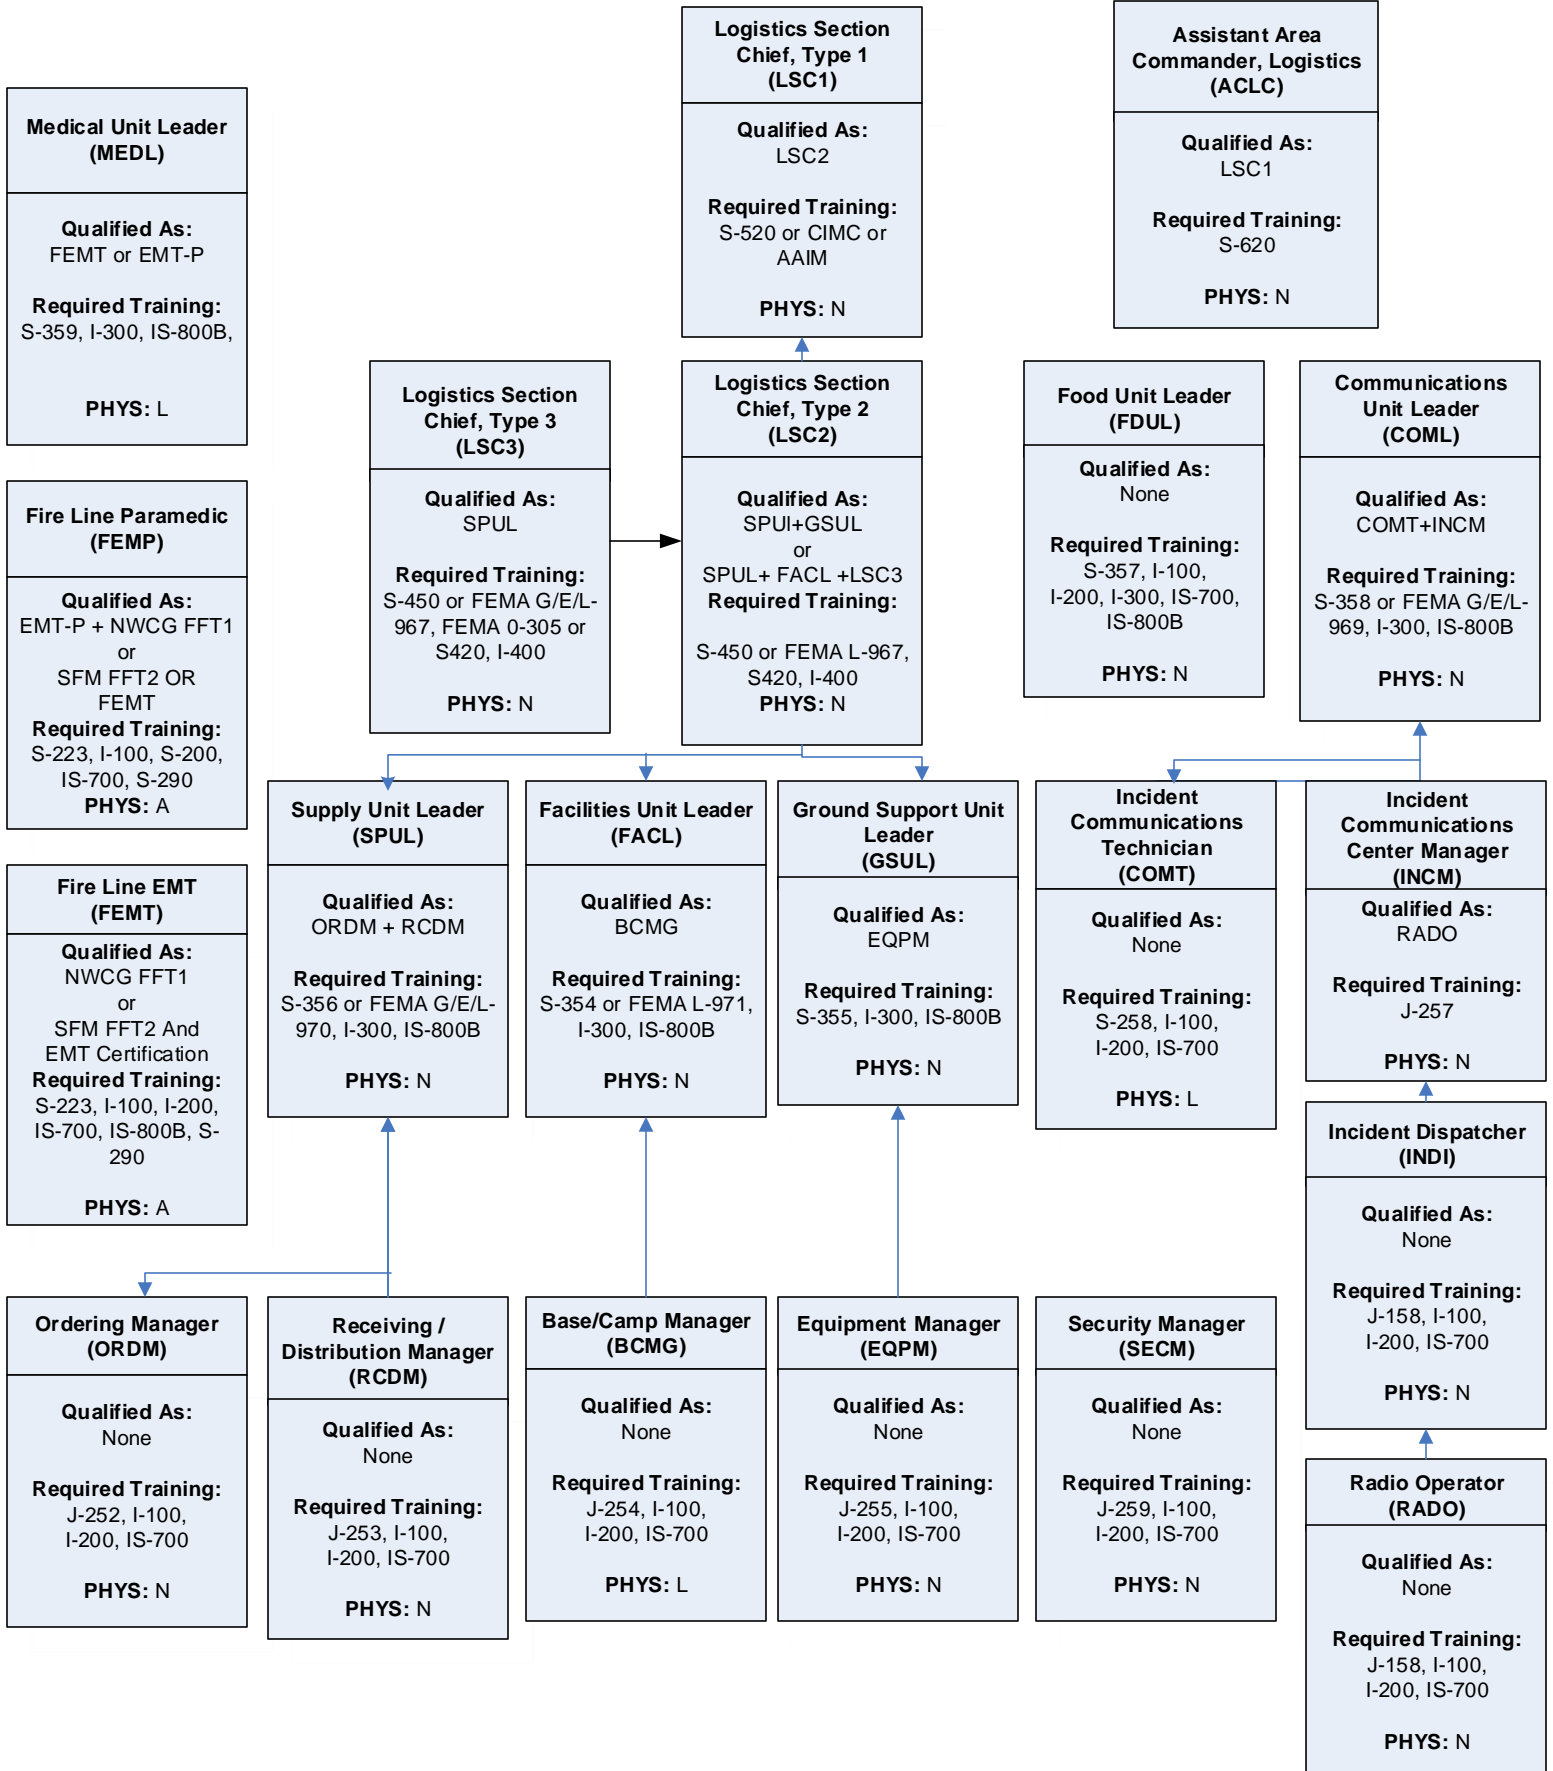 Logistics Section
Chief, Type 1
(LSC1)
Qualified As:
LSC2
Required Training:
S-520 or CIMC or
AAIM
PHYS: N
Assistant Area
Commander, Logistics
(ACLC)
Qualified As:
LSC1
Required Training:
S-620
PHYS: N
Medical Unit Leader
(MEDL)
Qualified As:
FEMT or EMT-P
Required Training:
S-359, I-300, IS-800B,
PHYS: L
Logistics Section
Chief, Type 3
(LSC3)
Qualified As:
SPUL
Required Training:
S-450 or FEMA G/E/L-
967, FEMA 0-305 or
S420, I-400
PHYS: N
Logistics Section
Chief, Type 2
(LSC2)
Qualified As:
SPUl+GSUL
or
SPUL+ FACL +LSC3
Required Training:
S-450 or FEMA L-967,
S420, I-400
PHYS: N
Food Unit Leader
(FDUL)
Qualified As:
None
Required Training:
S-357, I-100,
I-200, I-300, IS-700,
IS-800B
PHYS: N
Communications
Unit Leader
(COML)
Qualified As:
COMT+INCM
Required Training:
S-358 or FEMA G/E/L-
969, I-300, IS-800B
PHYS: N
Fire Line Paramedic
(FEMP)
Qualified As:
EMT-P + NWCG FFT1
or
SFM FFT2 OR
FEMT
Required Training:
S-223, I-100, S-200,
IS-700, S-290
PHYS: A
Fire Line EMT
(FEMT)
Qualified As:
NWCG FFT1
or
SFM FFT2 And
EMT Certification
Required Training:
S-223, I-100, I-200,
IS-700, IS-800B, S-
290
PHYS: A
Supply Unit Leader
(SPUL)
Qualified As:
ORDM + RCDM
Required Training:
S-356 or FEMA G/E/L-
970, I-300, IS-800B
PHYS: N
Facilities Unit Leader
(FACL)
Qualified As:
BCMG
Required Training:
S-354 or FEMA L-971,
I-300, IS-800B
PHYS: N
Ground Support Unit
Leader
(GSUL)
Qualified As:
EQPM
Required Training:
S-355, I-300, IS-800B
PHYS: N
Incident
Communications
Technician
(COMT)
Qualified As:
None
Required Training:
S-258, I-100,
I-200, IS-700
PHYS: L
Incident
Communications
Center Manager
(INCM)
Qualified As:
RADO
Required Training:
J-257
PHYS: N
Incident Dispatcher
(INDI)
Qualified As:
None
Required Training:
J-158, I-100,
I-200, IS-700
PHYS: N
Ordering Manager
(ORDM)
Qualified As:
None
Required Training:
J-252, I-100,
I-200, IS-700
PHYS: N
Receiving /
Distribution Manager
(RCDM)
Qualified As:
None
Required Training:
J-253, I-100,
I-200, IS-700
PHYS: N
Base/Camp Manager
(BCMG)
Qualified As:
None
Required Training:
J-254, I-100,
I-200, IS-700
PHYS: L
Equipment Manager
(EQPM)
Qualified As:
None
Required Training:
J-255, I-100,
I-200, IS-700
PHYS: N
Security Manager
(SECM)
Qualified As:
None
Required Training:
J-259, I-100,
I-200, IS-700
PHYS: N
Radio Operator
(RADO)
Qualified As:
None
Required Training:
J-158, I-100,
I-200, IS-700
PHYS: N